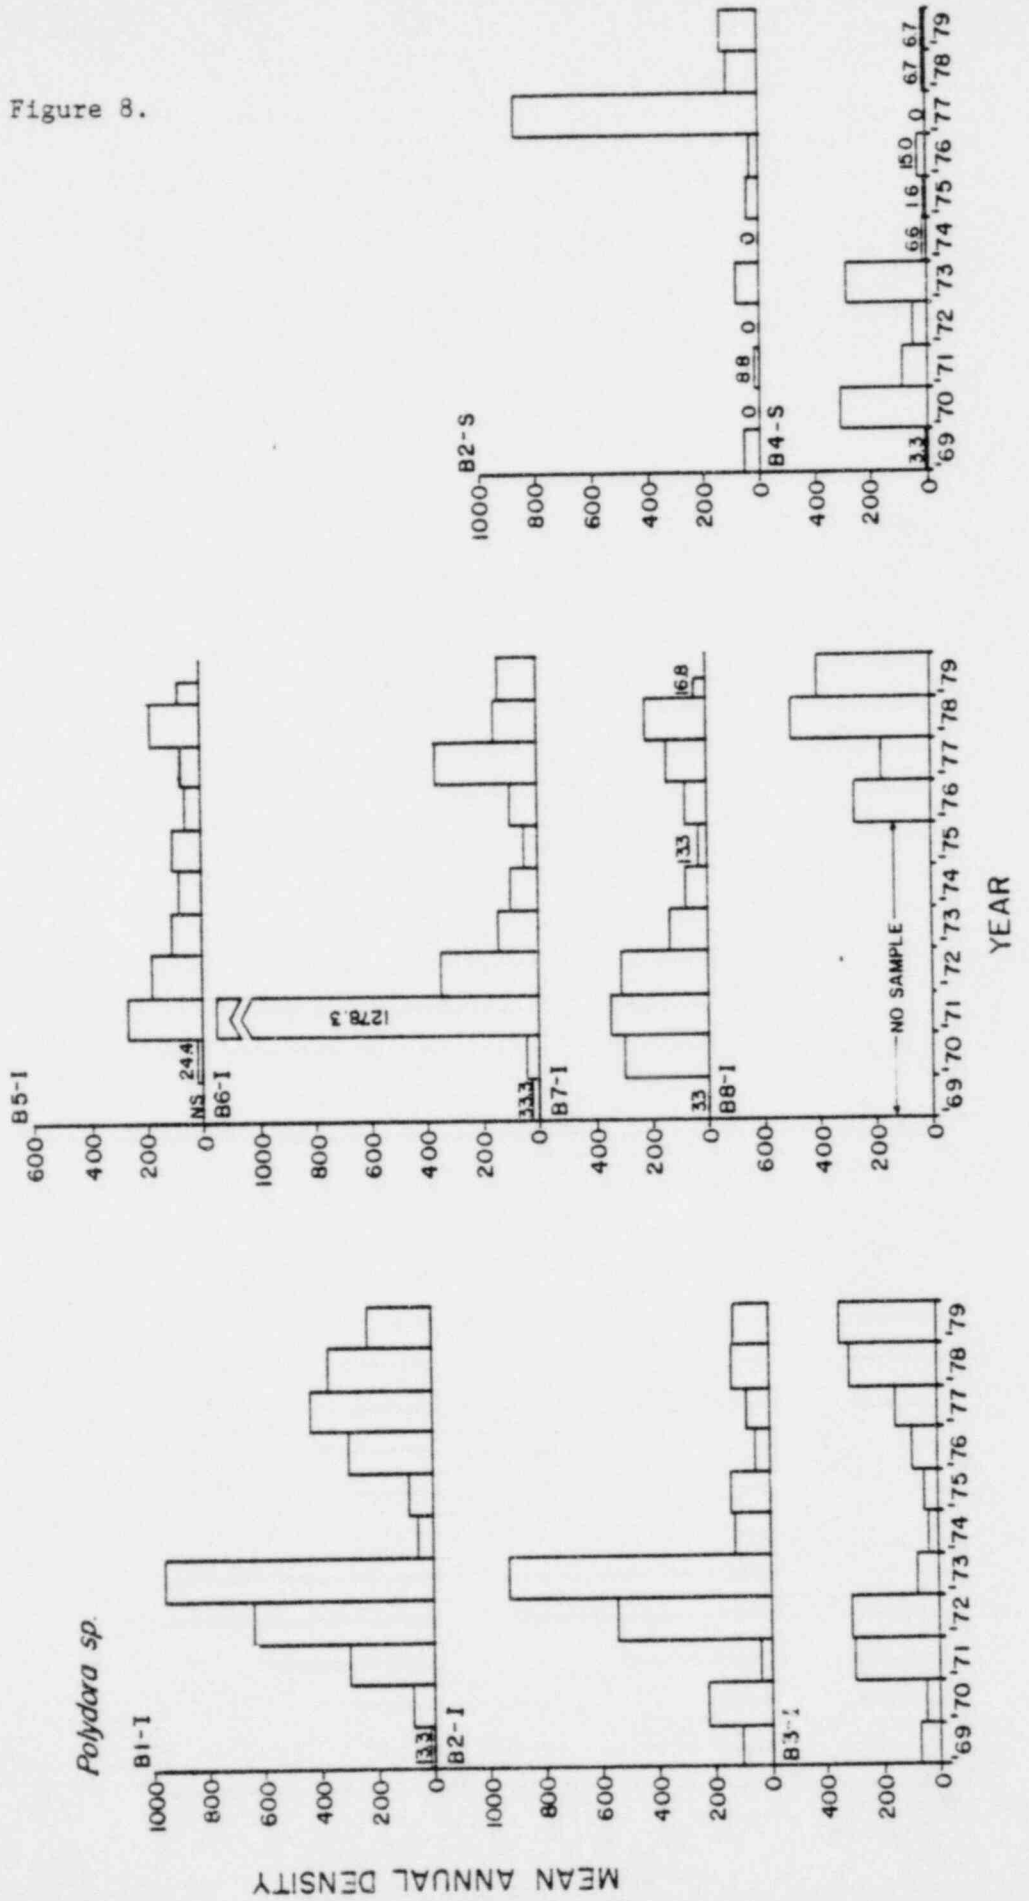 Figure 8.
Polydora sp.
MEAN ANNUAL DENSITY
B1-I
1000
800
600
400
200
0
13.3
B2-I
1000
800
600
400
200
0
B3-I
600
400
200
0
'69 '70 '71 '72 '73 '74 '75 '76 '77 '78 '79
B5-I
600
400
200
0
NS
24.4
B6-I
1000
800
600
400
200
0
33.3
1278.3
B7-I
400
200
0
3.3
13.3
16.8
B8-I
600
400
200
0
NO SAMPLE
'69 '70 '71 '72 '73 '74 '75 '76 '77 '78 '79
YEAR
B2-S
1000
800
600
400
200
0
0 8.8 0 0
B4-S
400
200
0
3.3 6.6 1.6 15.0 0 6.7 6.7
'69 '70 '71 '72 '73 '74 '75 '76 '77 '78 '79